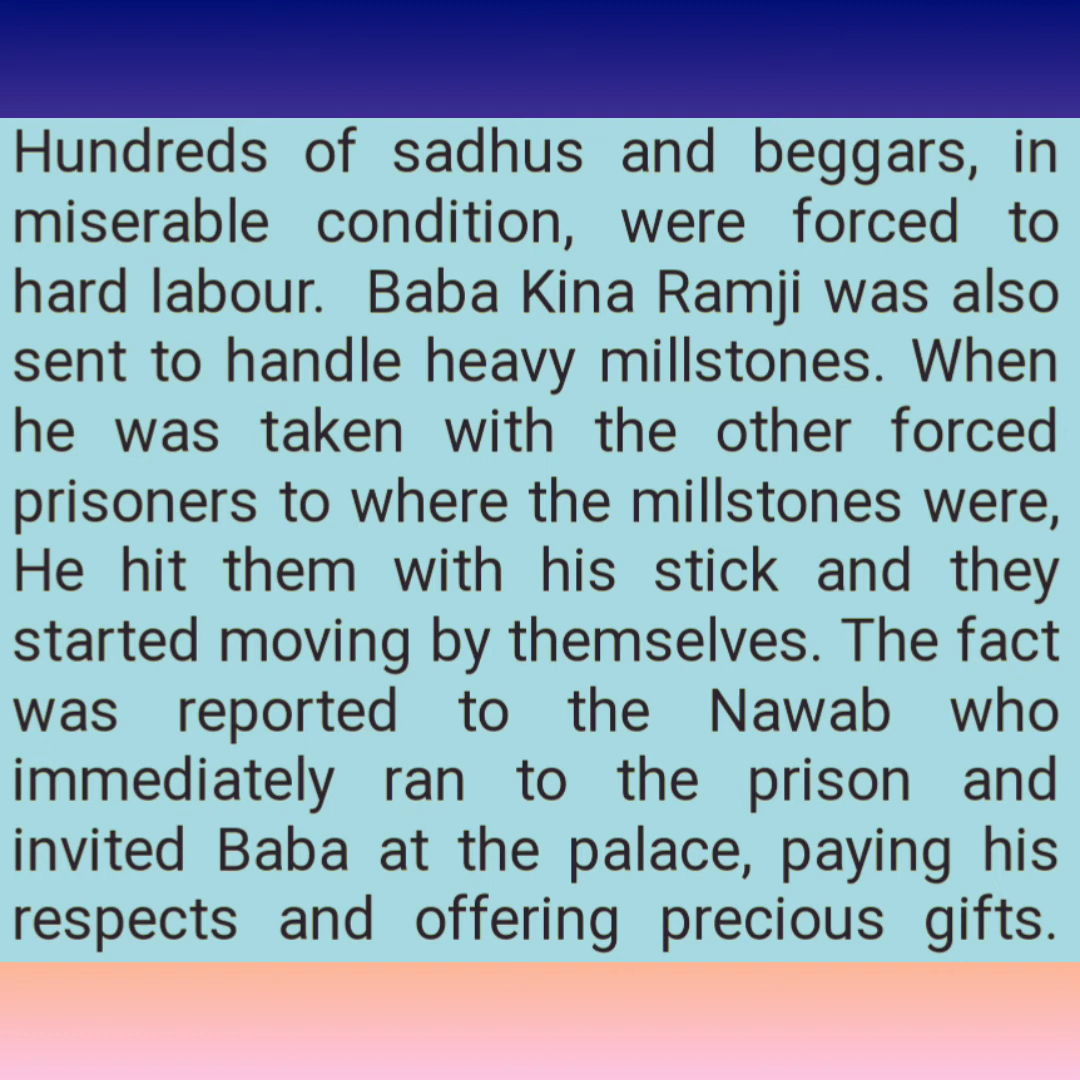 Hundreds of sadhus and beggars, in
miserable condition, were forced to
hard labour.  Baba Kina Ramji was also
sent to handle heavy millstones. When
he was taken with the other forced
prisoners to where the millstones were,
He hit them with his stick and they
started moving by themselves. The fact
was reported to the Nawab who
immediately ran to the prison and
invited Baba at the palace, paying his
respects and offering precious gifts.